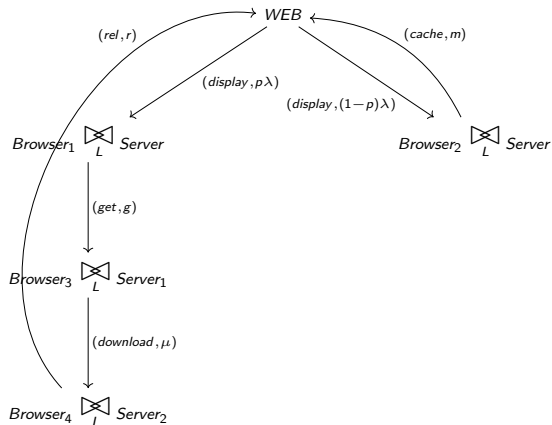 WEB
(rel, r)
(cache, m)
(display, pλ)
(display, (1−p)λ)
Browser₁ ⋈ Server
L
Browser₂ ⋈ Server
L
(get, g)
Browser₃ ⋈ Server₁
L
(download, μ)
Browser₄ ⋈ Server₂
L